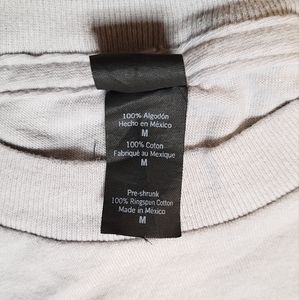 100% Algodón
Hecho en México
M
100% Coton
Fabriqué au Mexique
M
Pre-shrunk
100% Ringspun Cotton
Made in México
M